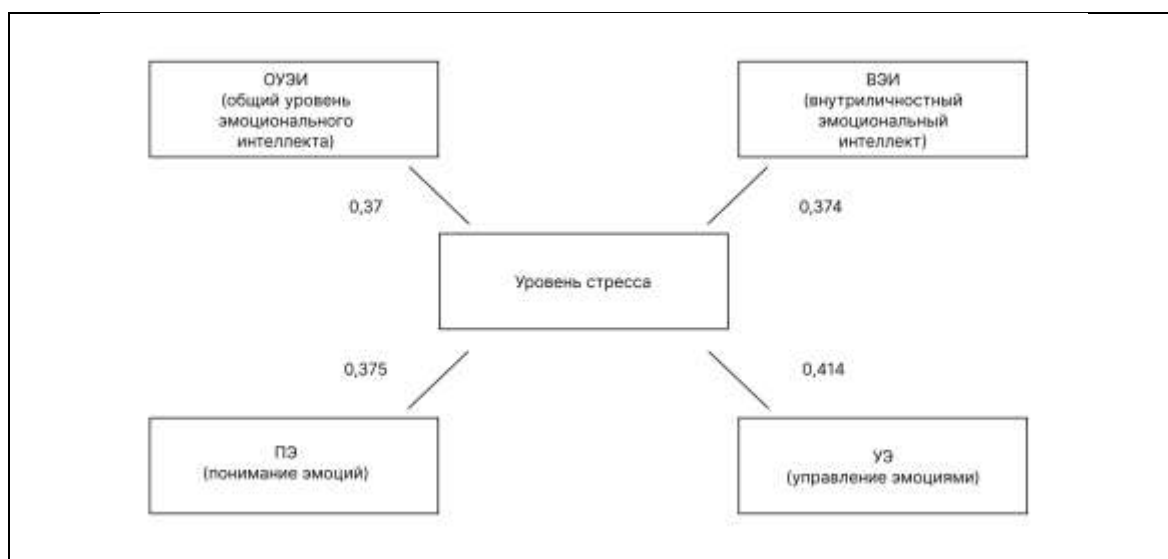 ОУЭИ
(общий уровень
эмоционального
интеллекта)
ВЭИ
(внутриличностный
эмоциональный
интеллект)
0,37
0,374
Уровень стресса
0,375
0,414
ПЭ
(понимание эмоций)
УЭ
(управление эмоциями)